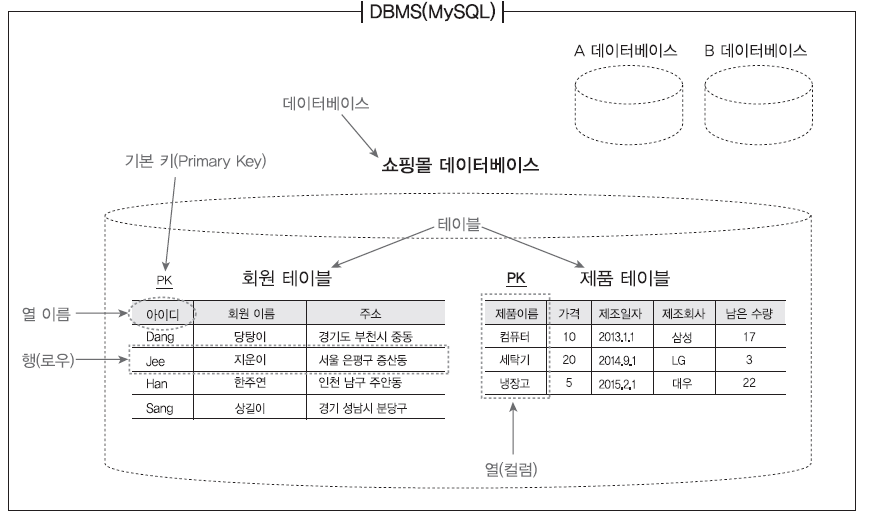 DBMS(MySQL)
A 데이터베이스 B 데이터베이스
데이터베이스
기본 키(Primary Key)
쇼핑몰 데이터베이스
테이블
PK 회원 테이블
PK 제품 테이블
열 이름
행(로우)
아이디 회원 이름 주소
Dang 당탕이 경기도 부천시 중동
Jee 지운이 서울 은평구 증산동
Han 한주연 인천 남구 주안동
Sang 상길이 경기 성남시 분당구
제품이름 가격 제조일자 제조회사 남은 수량
컴퓨터 10 2013.1.1 삼성 17
세탁기 20 2014.9.1 LG 3
냉장고 5 2015.2.1 대우 22
열(컬럼)